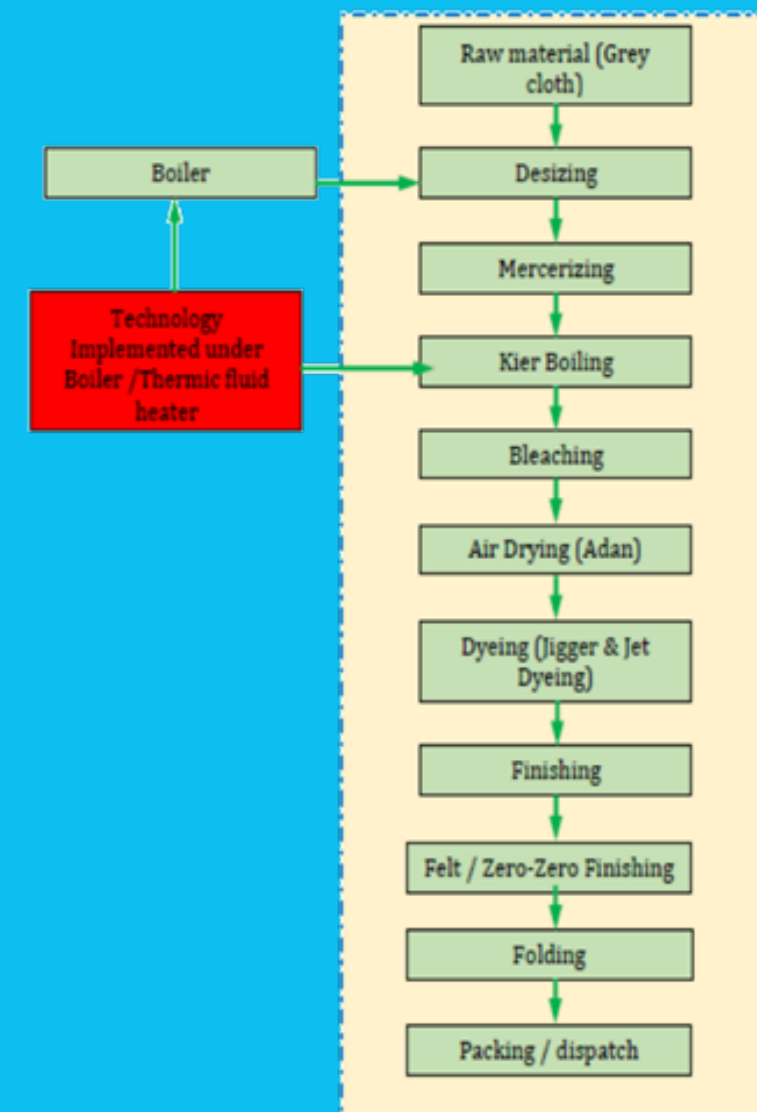 Raw material (Grey
cloth)
Boiler
Desizing
Mercerizing
Technology
Implemented under
Boiler /Thermic fluid
heater
Kier Boiling
Bleaching
Air Drying (Adan)
Dyeing (Jigger & Jet
Dyeing)
Finishing
Felt / Zero-Zero Finishing
Folding
Packing / dispatch